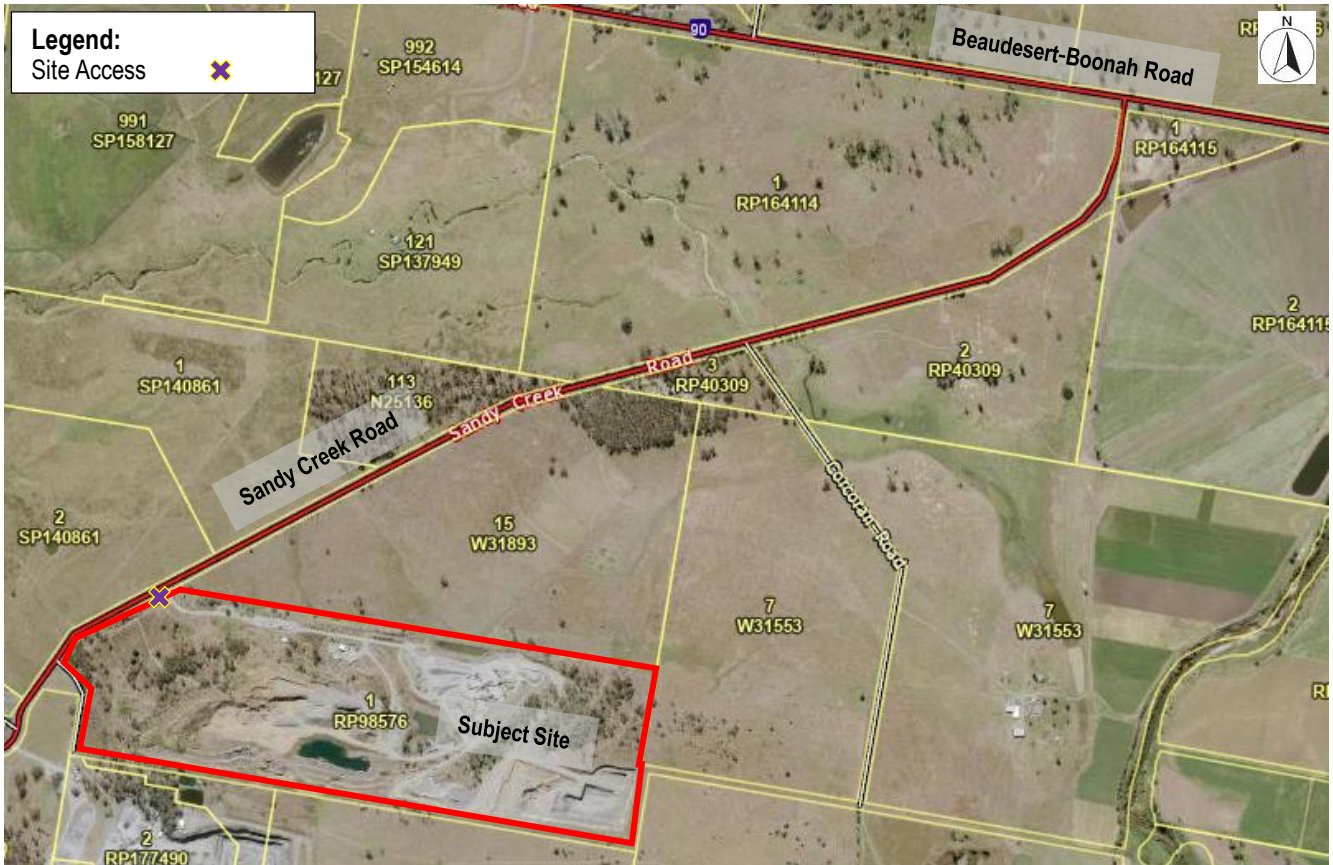 Legend:
Site Access
N
90
Beaudesert-Boonah Road
992
SP154614
127
991
SP158127
1
RP164115
1
RP164114
121
SP137949
2
RP164115
1
SP140861
113
N25136
Sandy Creek Road
3
RP40309
2
RP40309
Sandy Creek Road
Corcoran Road
2
SP140861
15
W31893
7
W31553
7
W31553
1
RP98576
Subject Site
2
RP177490